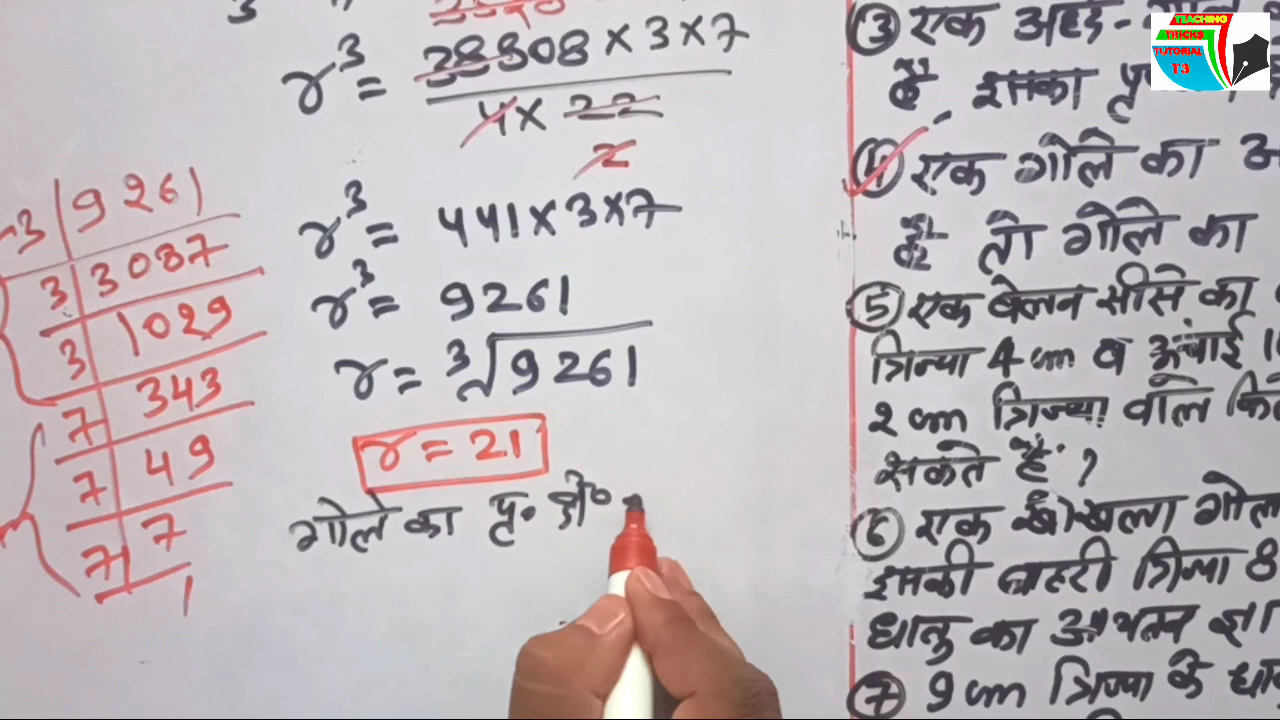 r³ = 38808 × 3 × 7
4 × 22
2
r³ = 441 × 3 × 7
r³ = 9261
r = ³√9261
r = 21
गोले का पृ. क्षे०
3 | 9261
3 | 3087
3 | 1029
7 | 343
7 | 49
7 | 7
1
③ एक अर्द्ध-
है इसका
④ एक गोले का
है। तो गोले का
⑤ एक बेलन सीसे का
त्रिज्या 4 cm व ऊंचाई
2 cm त्रिज्या वाले
सकते हैं ?
⑥ एक खोखला गोल
इसकी बाहरी त्रिज्या 8
धातु का आयतन ज्ञा
⑦ 9 cm त्रिज्या के
TEACHING
TRICKS
TUTORIAL
T3